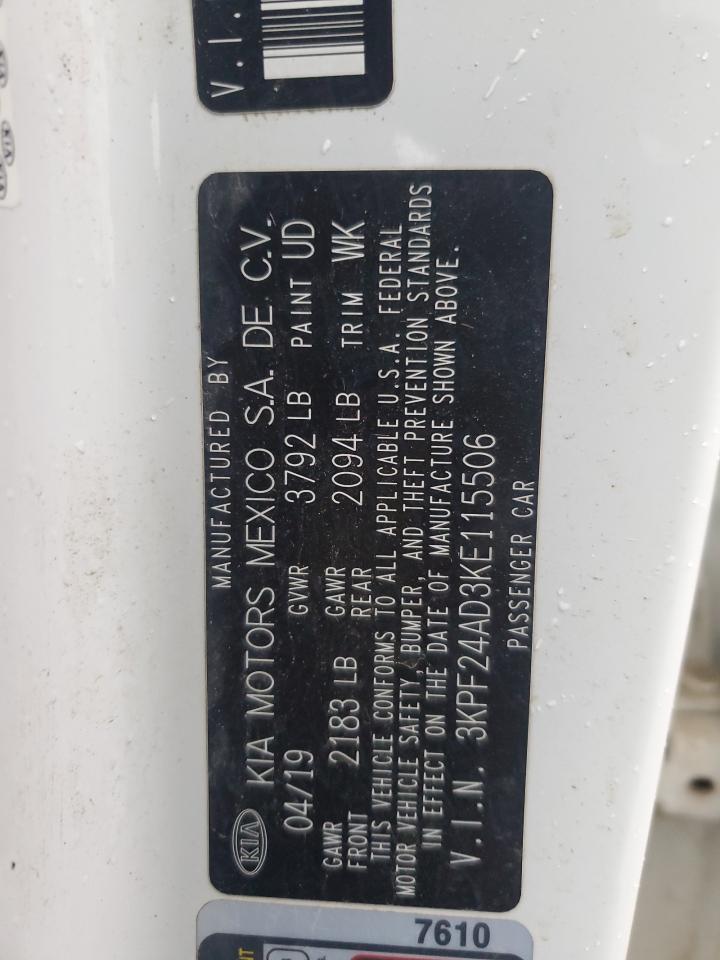 V.I.
MANUFACTURED BY
KIA KIA MOTORS MEXICO S.A. DE C.V.
04/19 GVWR 3792 LB PAINT UD
GAWR FRONT 2183 LB GAWR REAR 2094 LB TRIM WK
THIS VEHICLE CONFORMS TO ALL APPLICABLE U.S.A. FEDERAL
MOTOR VEHICLE SAFETY, BUMPER, AND THEFT PREVENTION STANDARDS
IN EFFECT ON THE DATE OF MANUFACTURE SHOWN ABOVE.
V.I.N. 3KPF24AD3KE115506
PASSENGER CAR
7610